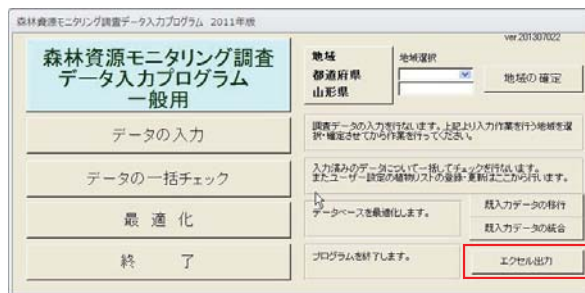 森林資源モニタリング調査データ入力プログラム 2011年版
ver.201307022
森林資源モニタリング調査
データ入力プログラム
一般用
地域
都道府県
山形県
地域選択
地域の確定
データの入力
調査データの入力を行ないます。上記より入力作業を行う地域を選
択・確定させてから作業を行ってください。
データの一括チェック
入力済みのデータについて一括してチェックを行ないます。
またユーザー設定の植物リストの登録・更新はここから行います。
最適化
データベースを最適化します。
既入力データの移行
既入力データの統合
終了
プログラムを終了します。
エクセル出力